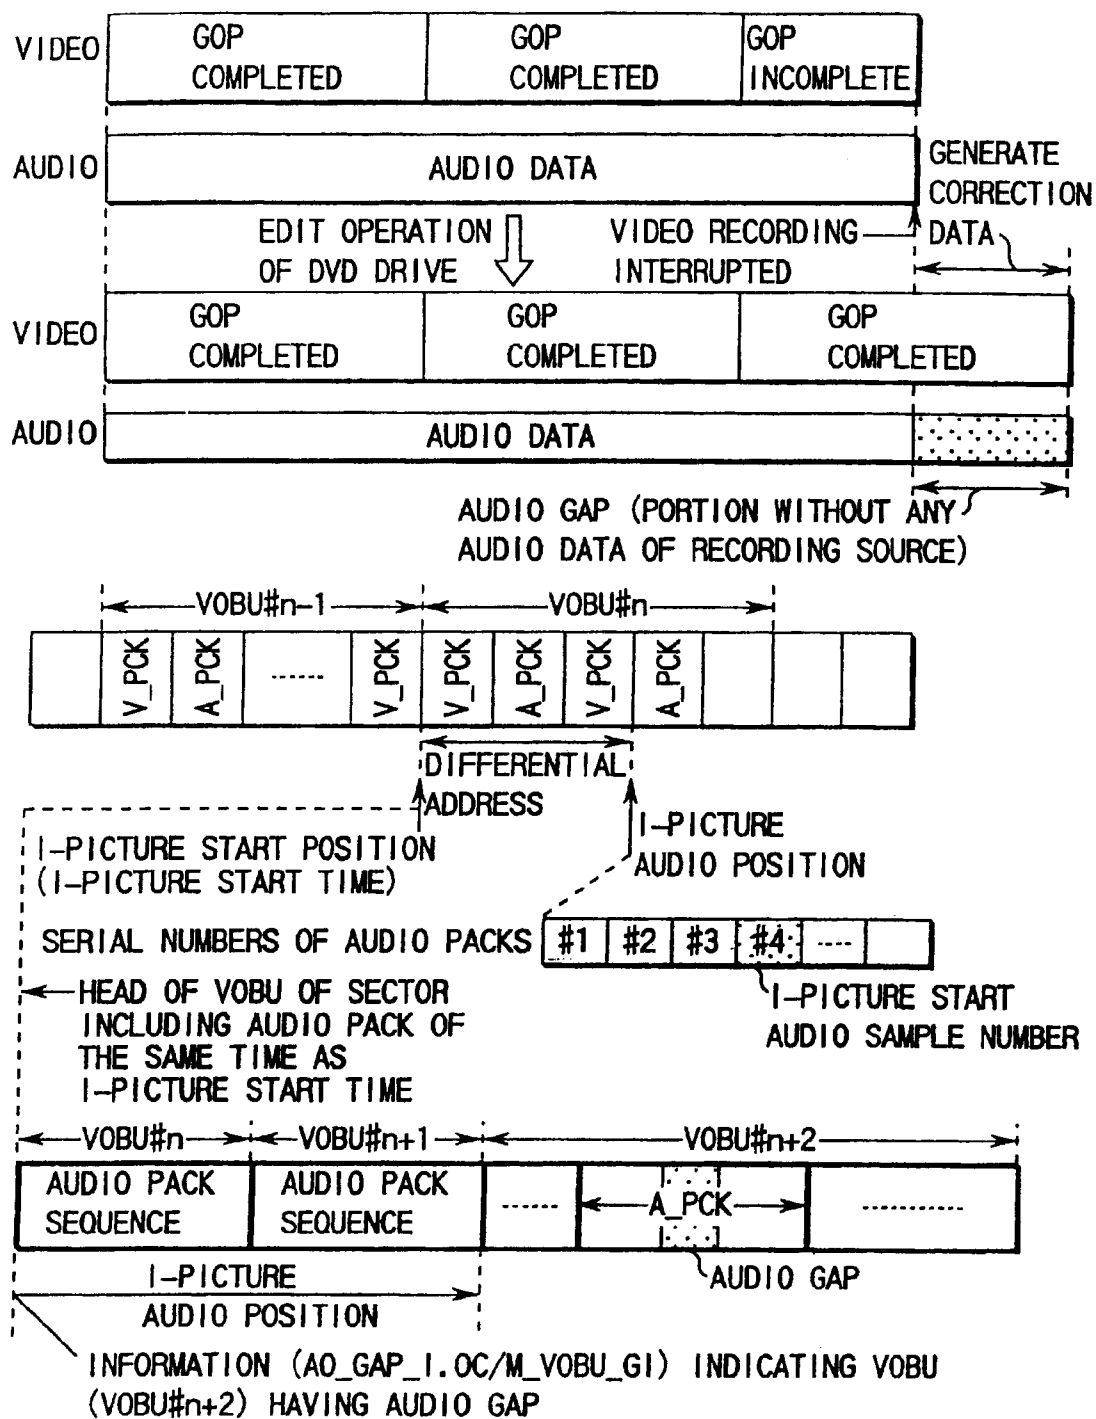 VIDEO
GOP COMPLETED
GOP COMPLETED
GOP INCOMPLETE
AUDIO
AUDIO DATA
GENERATE
CORRECTION
DATA
EDIT OPERATION
OF DVD DRIVE
VIDEO RECORDING
INTERRUPTED
VIDEO
GOP COMPLETED
GOP COMPLETED
GOP COMPLETED
AUDIO
AUDIO DATA
AUDIO GAP (PORTION WITHOUT ANY
AUDIO DATA OF RECORDING SOURCE)
VOBU#n-1
VOBU#n
V_PCK
A_PCK
V_PCK
V_PCK
A_PCK
V_PCK
A_PCK
DIFFERENTIAL
ADDRESS
I-PICTURE START POSITION
(I-PICTURE START TIME)
I-PICTURE
AUDIO POSITION
SERIAL NUMBERS OF AUDIO PACKS
#1
#2
#3
#4
I-PICTURE START
AUDIO SAMPLE NUMBER
HEAD OF VOBU OF SECTOR
INCLUDING AUDIO PACK OF
THE SAME TIME AS
I-PICTURE START TIME
VOBU#n
VOBU#n+1
VOBU#n+2
AUDIO PACK
SEQUENCE
AUDIO PACK
SEQUENCE
A_PCK
AUDIO GAP
I-PICTURE
AUDIO POSITION
INFORMATION (AO_GAP_I.OC/M_VOBU_GI) INDICATING VOBU
(VOBU#n+2) HAVING AUDIO GAP